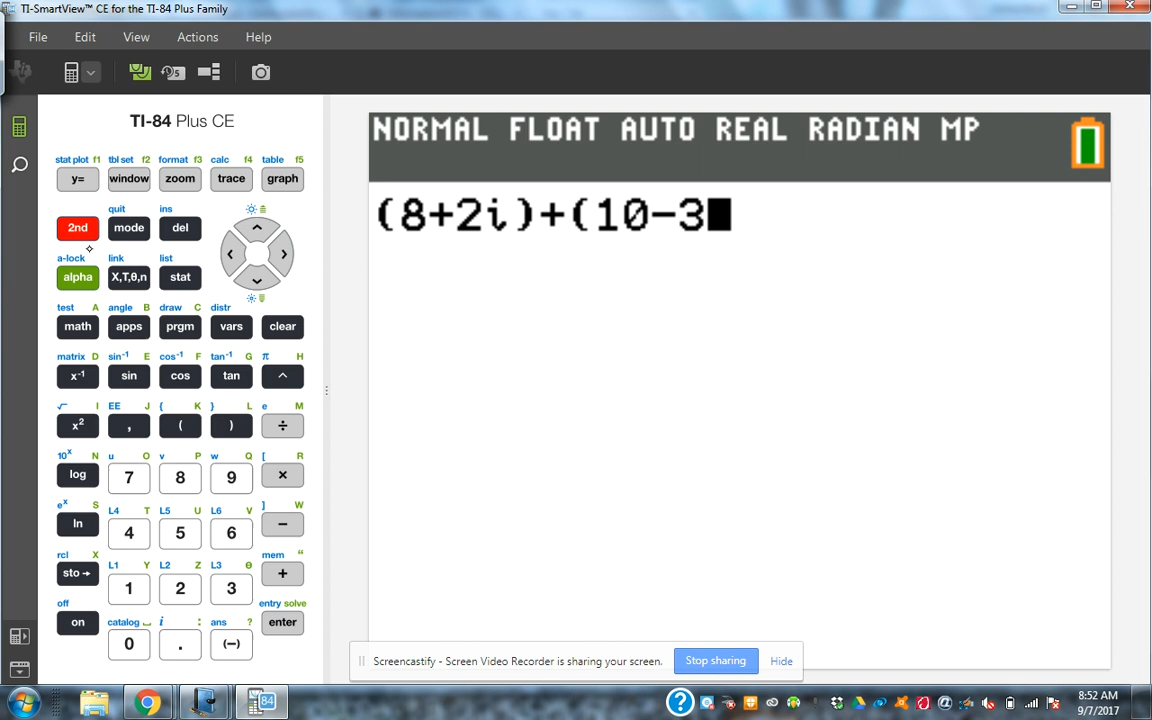 TI-SmartView™ CE for the TI-84 Plus Family
File Edit View Actions Help
TI-84 Plus CE
NORMAL FLOAT AUTO REAL RADIAN MP
(8+2i)+(10-3
stat plot f1 tbl set f2 format f3 calc f4 table f5
y= window zoom trace graph
quit ins
2nd mode del
a-lock link list
alpha X,T,θ,n stat
test A angle B draw C distr
math apps prgm vars clear
matrix D sin⁻¹ E cos⁻¹ F tan⁻¹ G π H
x⁻¹ sin cos tan ^
√ I EE J { K } L e M
x² , ( ) ÷
10ˣ N u O v P w Q [ R
log 7 8 9 ×
eˣ S L4 T L5 U L6 V ] W
ln 4 5 6 −
rcl X L1 Y L2 Z L3 θ mem “
sto→ 1 2 3 +
off catalog i : ans ? entry solve
on 0 . (−) enter
Screencastify - Screen Video Recorder is sharing your screen. Stop sharing Hide
84
8:52 AM
9/7/2017